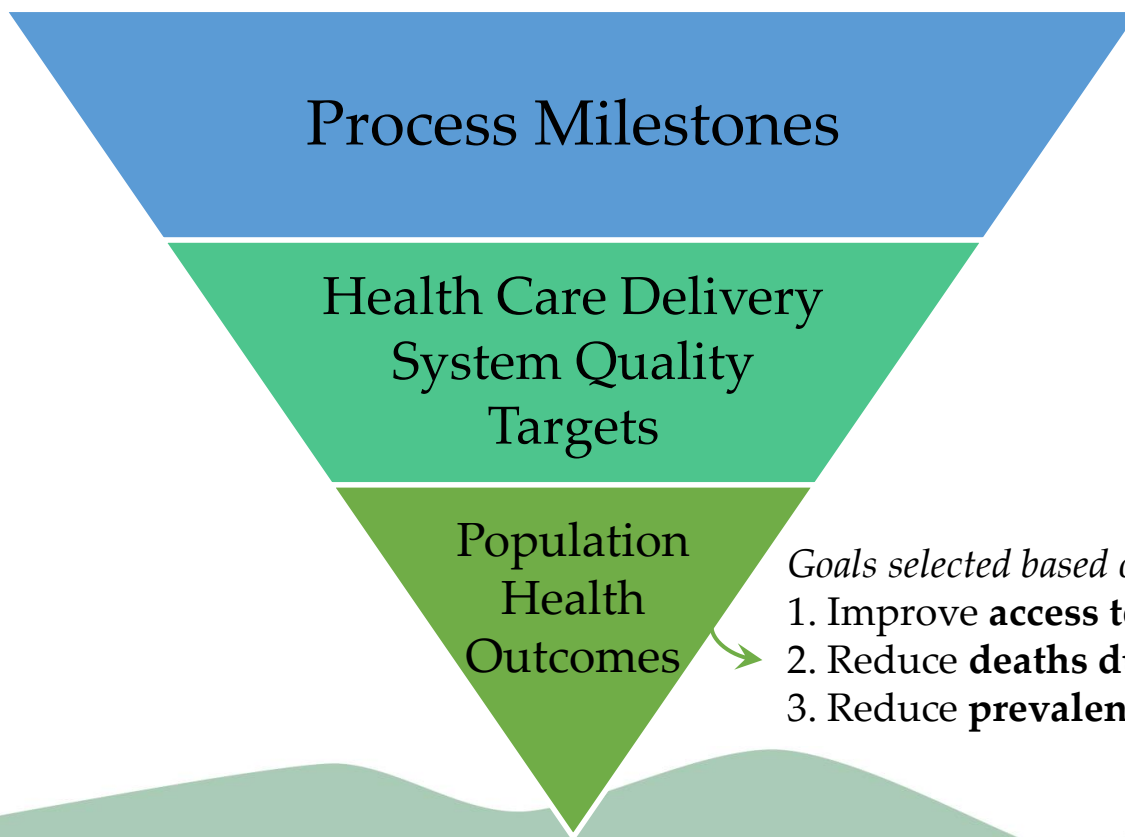 Process Milestones
Health Care Delivery
System Quality
Targets
Population
Health
Outcomes
Goals selected based
1. Improve access
2. Reduce deaths
3. Reduce